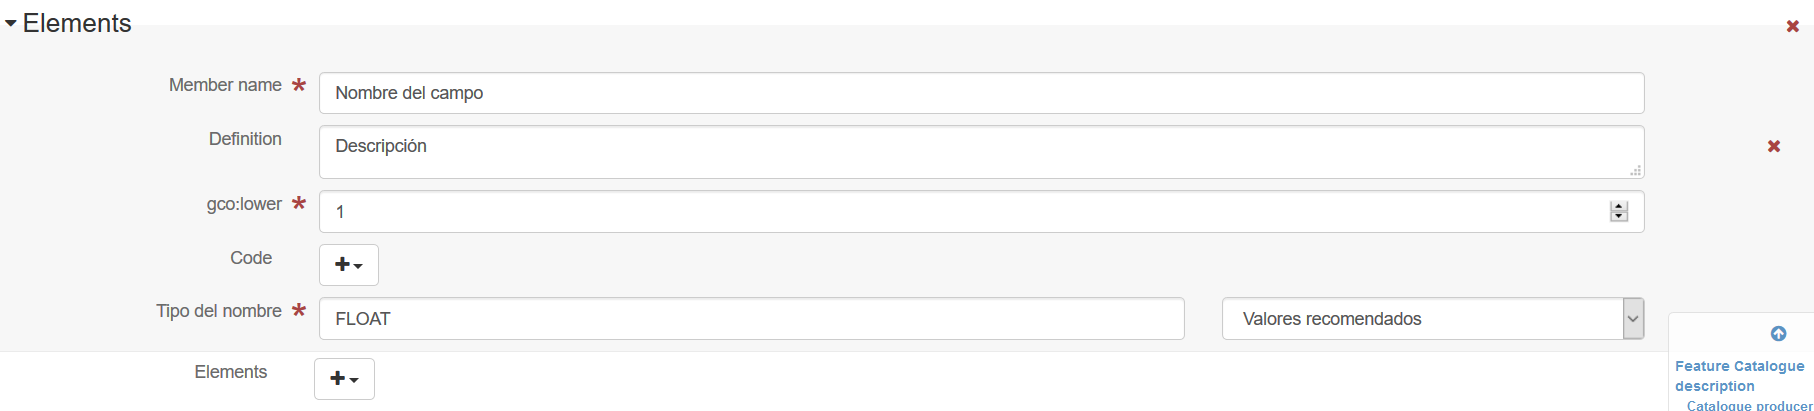 Elements
Member name * Nombre del campo
Definition Descripción
gco:lower * 1
Code
Tipo del nombre * FLOAT Valores recomendados
Elements
Feature Catalogue
description
Catalogue producer